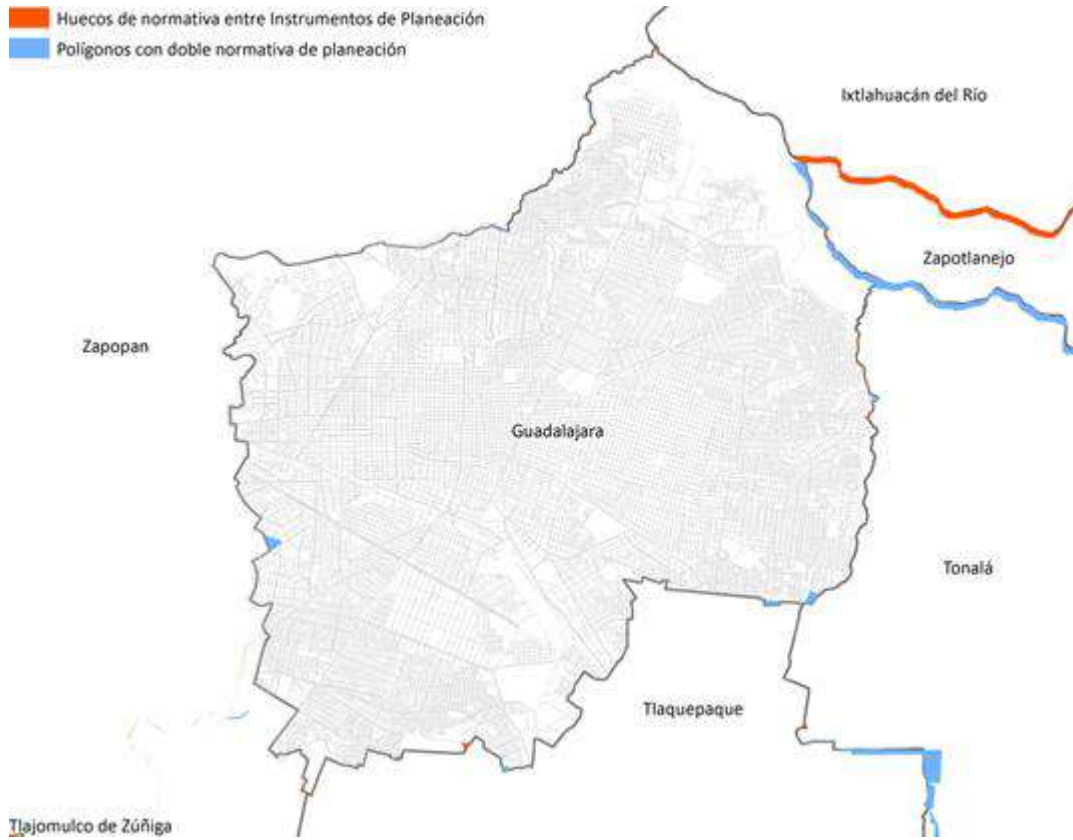 Huecos de normativa entre Instrumentos de Planeación
Polígonos con doble normativa de planeación
Ixtlahuacán del Río
Zapotlanejo
Zapopan
Guadalajara
Tonalá
Tlaquepaque
Tlajomulco de Zúñiga